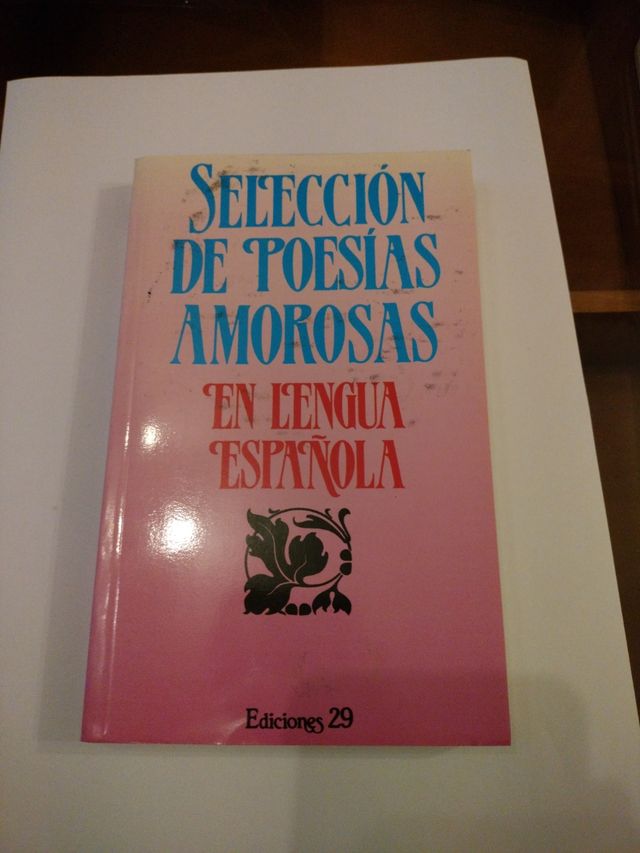 SELECCIÓN
DE POESÍAS
AMOROSAS
EN LENGUA
ESPAÑOLA
Ediciones 29